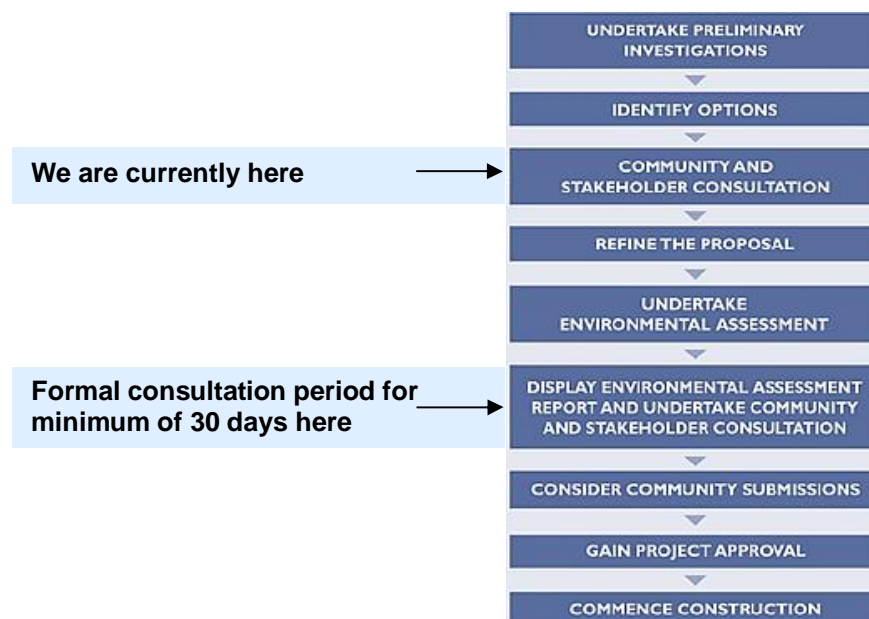 UNDERTAKE PRELIMINARY
INVESTIGATIONS
IDENTIFY OPTIONS
We are currently here
COMMUNITY AND
STAKEHOLDER CONSULTATION
REFINE THE PROPOSAL
UNDERTAKE
ENVIRONMENTAL ASSESSMENT
Formal consultation period for
minimum of 30 days here
DISPLAY ENVIRONMENTAL ASSESSMENT
REPORT AND UNDERTAKE COMMUNITY
AND STAKEHOLDER CONSULTATION
CONSIDER COMMUNITY SUBMISSIONS
GAIN PROJECT APPROVAL
COMMENCE CONSTRUCTION